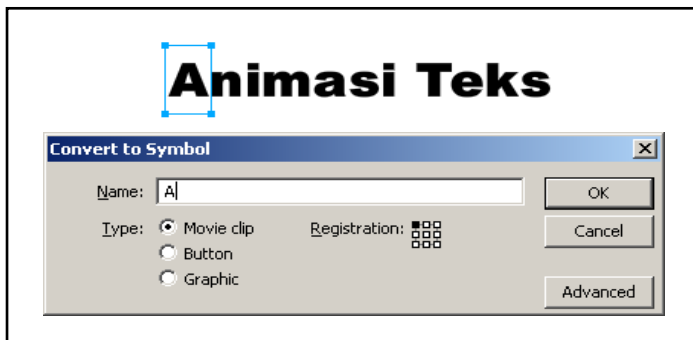 Animasi Teks
Convert to Symbol
Name: A OK
Type: Movie clip Registration: Cancel
Button
Graphic
Advanced